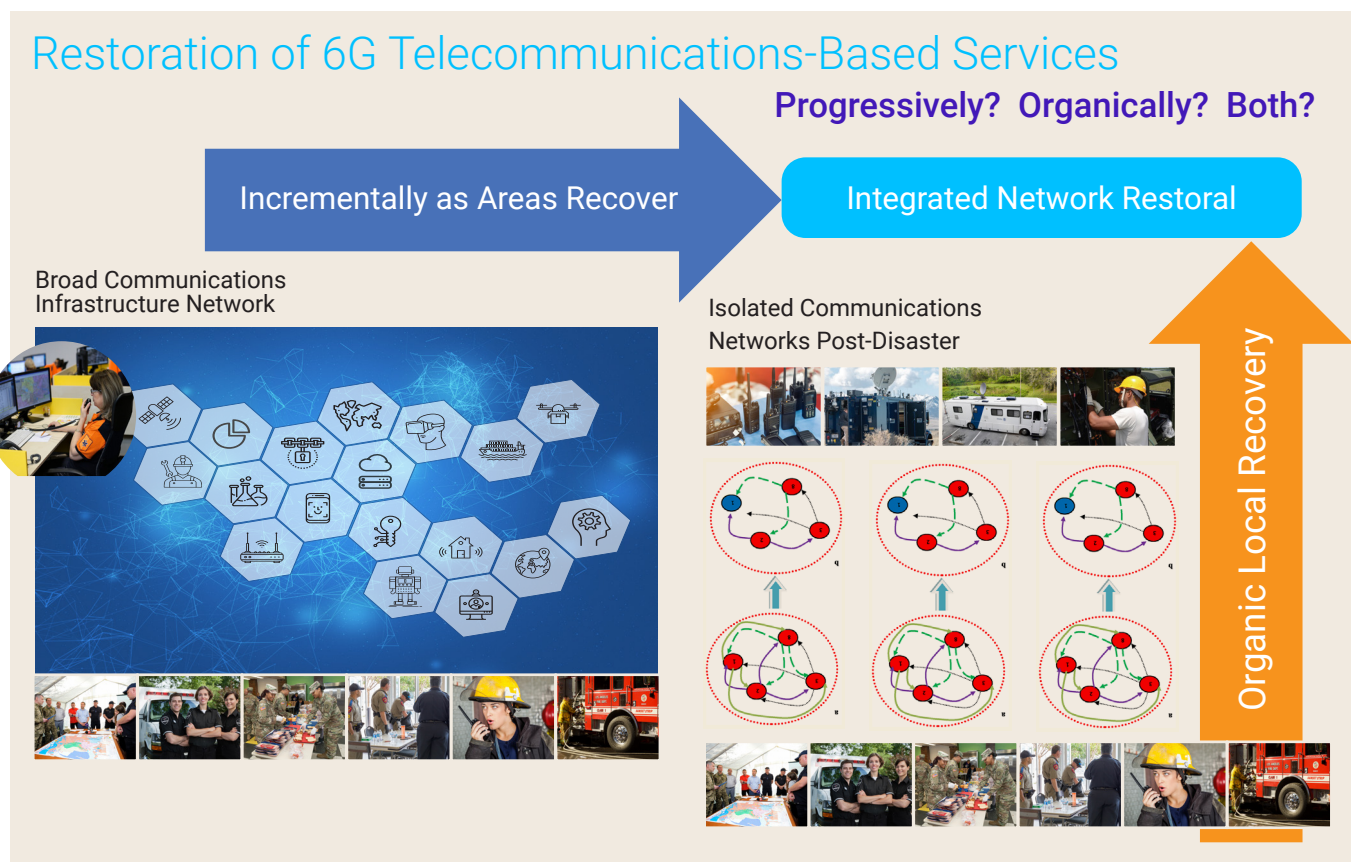 Restoration of 6G Telecommunications-Based Services
Progressively? Organically? Both?
Incrementally as Areas Recover
Integrated Network Restoral
Broad Communications
Infrastructure Network
Isolated Communications
Networks Post-Disaster
Organic Local Recovery